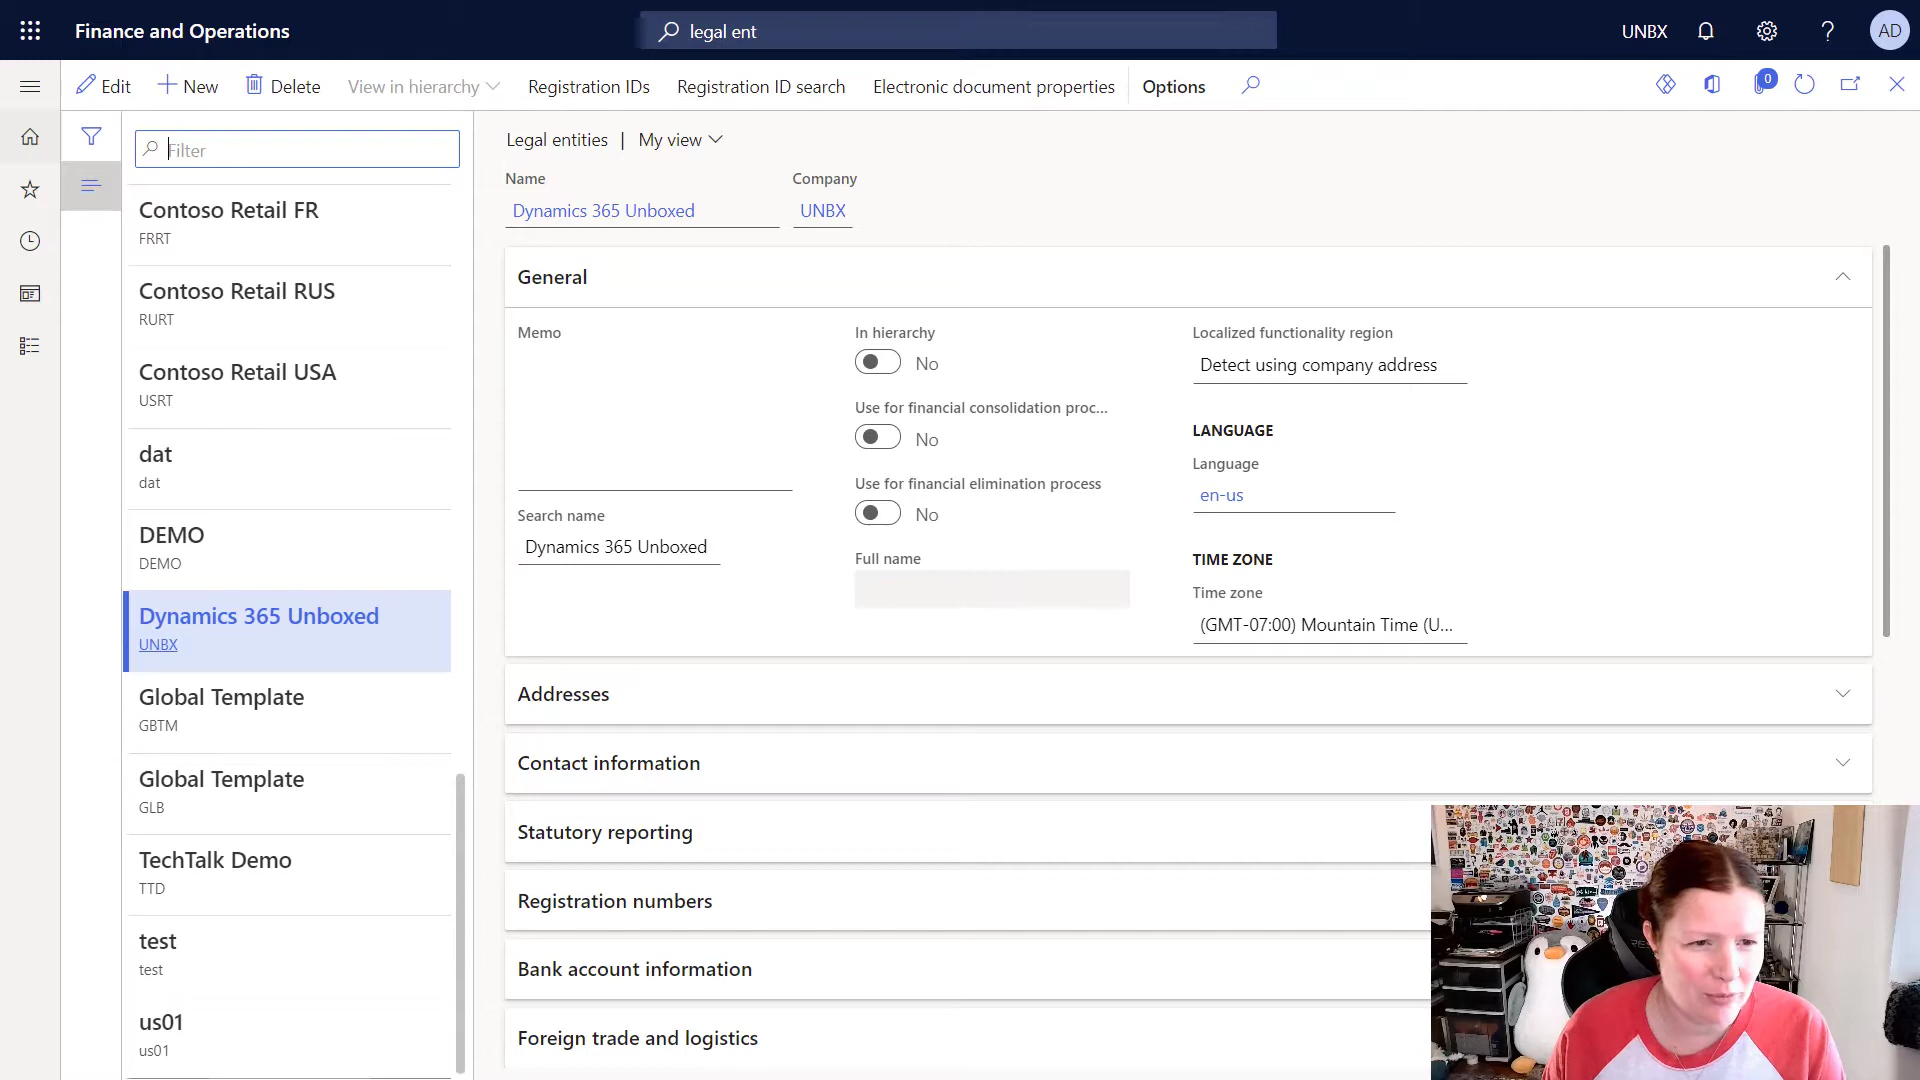 Finance and Operations
legal ent
UNBX
AD
Edit
New
Delete
View in hierarchy
Registration IDs
Registration ID search
Electronic document properties
Options
0
Filter
Contoso Retail FR
FRRT
Contoso Retail RUS
RURT
Contoso Retail USA
USRT
dat
dat
DEMO
DEMO
Dynamics 365 Unboxed
UNBX
Global Template
GBTM
Global Template
GLB
TechTalk Demo
TTD
test
test
us01
us01
Legal entities | My view
Name
Dynamics 365 Unboxed
Company
UNBX
General
Memo
Search name
Dynamics 365 Unboxed
In hierarchy
No
Use for financial consolidation proc...
No
Use for financial elimination process
No
Full name
Localized functionality region
Detect using company address
LANGUAGE
Language
en-us
TIME ZONE
Time zone
(GMT-07:00) Mountain Time (U...
Addresses
Contact information
Statutory reporting
Registration numbers
Bank account information
Foreign trade and logistics